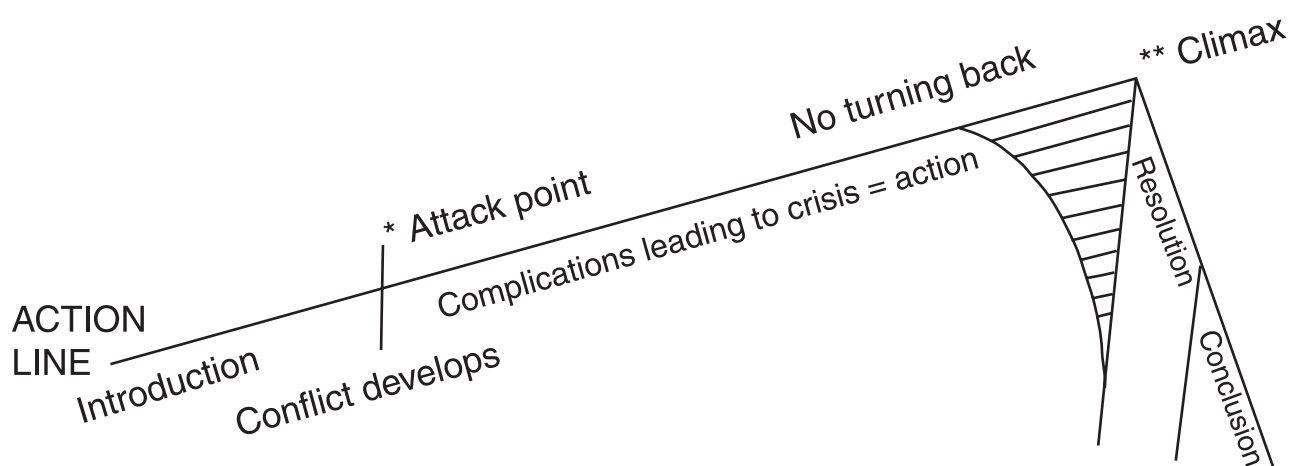 ** Climax
No turning back
* Attack point
Complications leading to crisis = action
Resolution
ACTION
LINE
Introduction
Conflict develops
Conclusion